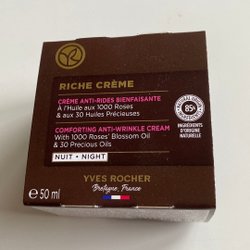 YR
RICHE CRÈME
CRÈME ANTI-RIDES BIENFAISANTE
À l'Huile aux 1000 Roses
& aux 30 Huiles Précieuses
COMFORTING ANTI-WRINKLE CREAM
With 1000 Roses' Blossom Oil
& 30 Precious Oils
NUIT • NIGHT
85%
INGRÉDIENTS
D'ORIGINE
NATURELLE
YVES ROCHER
Bretagne, France
℮ 50 ml